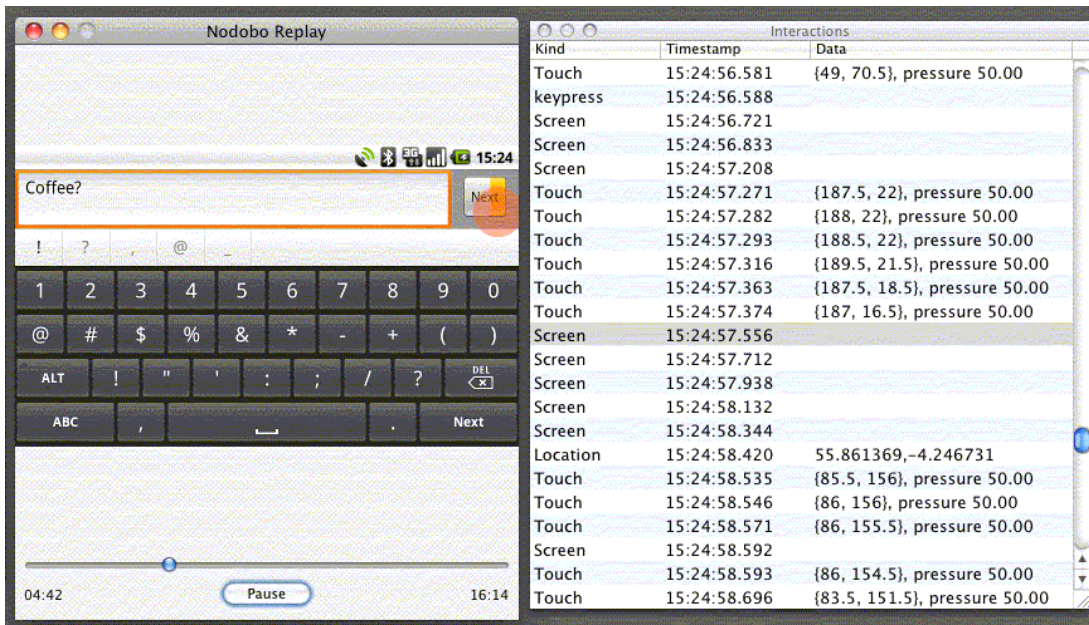 Nodobo Replay
3G
15:24
Coffee?
Next
! ? , @ _
1 2 3 4 5 6 7 8 9 0
@ # $ % & * - + ( )
ALT ! " ' : ; / ? DEL
ABC , . Next
04:42 Pause 16:14
Interactions
Kind Timestamp Data
Touch 15:24:56.581 {49, 70.5}, pressure 50.00
keypress 15:24:56.588
Screen 15:24:56.721
Screen 15:24:56.833
Screen 15:24:57.208
Touch 15:24:57.271 {187.5, 22}, pressure 50.00
Touch 15:24:57.282 {188, 22}, pressure 50.00
Touch 15:24:57.293 {188.5, 22}, pressure 50.00
Touch 15:24:57.316 {189.5, 21.5}, pressure 50.00
Touch 15:24:57.363 {187.5, 18.5}, pressure 50.00
Touch 15:24:57.374 {187, 16.5}, pressure 50.00
Screen 15:24:57.556
Screen 15:24:57.712
Screen 15:24:57.938
Screen 15:24:58.132
Screen 15:24:58.344
Location 15:24:58.420 55.861369,-4.246731
Touch 15:24:58.535 {85.5, 156}, pressure 50.00
Touch 15:24:58.546 {86, 156}, pressure 50.00
Touch 15:24:58.571 {86, 155.5}, pressure 50.00
Screen 15:24:58.592
Touch 15:24:58.593 {86, 154.5}, pressure 50.00
Touch 15:24:58.696 {83.5, 151.5}, pressure 50.00